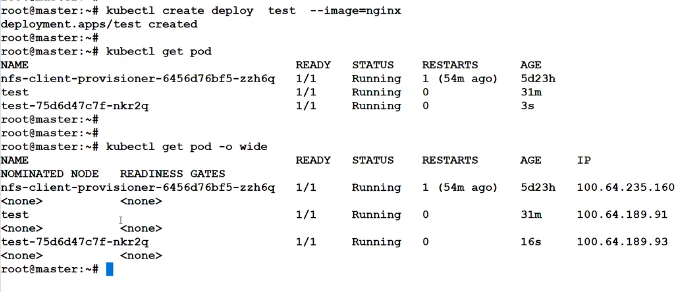 root@master:~# kubectl create deploy  test  --image=nginx
deployment.apps/test created
root@master:~#
root@master:~# kubectl get pod
NAME                                      READY   STATUS    RESTARTS      AGE
nfs-client-provisioner-6456d76bf5-zzh6q   1/1     Running   1 (54m ago)   5d23h
test                                      1/1     Running   0             31m
test-75d6d47c7f-nkr2q                     1/1     Running   0             3s
root@master:~#
root@master:~#
root@master:~# kubectl get pod -o wide
NAME                                      READY   STATUS    RESTARTS      AGE     IP
NOMINATED NODE   READINESS GATES
nfs-client-provisioner-6456d76bf5-zzh6q   1/1     Running   1 (54m ago)   5d23h   100.64.235.160
<none>           <none>
test                                      1/1     Running   0             31m     100.64.189.91
<none>           <none>
test-75d6d47c7f-nkr2q                     1/1     Running   0             16s     100.64.189.93
<none>           <none>
root@master:~#